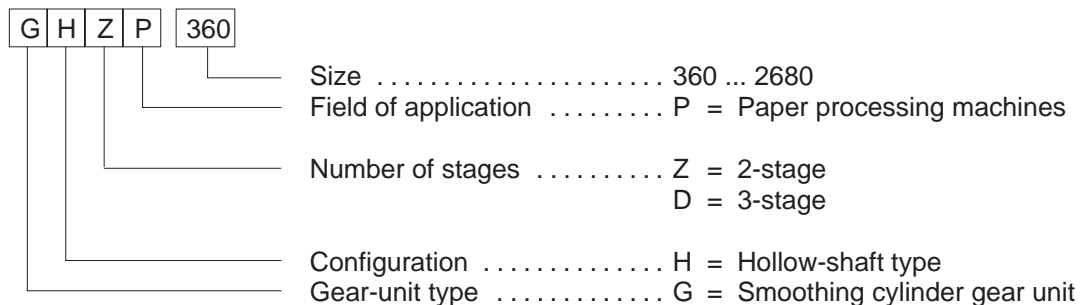 G H Z P 360
Size . . . . . . . . . . . . . . . . . . . . . . 360 ... 2680
Field of application . . . . . . . . . P = Paper processing machines
Number of stages . . . . . . . . . . Z = 2-stage
D = 3-stage
Configuration . . . . . . . . . . . . . . H = Hollow-shaft type
Gear-unit type . . . . . . . . . . . . . G = Smoothing cylinder gear unit